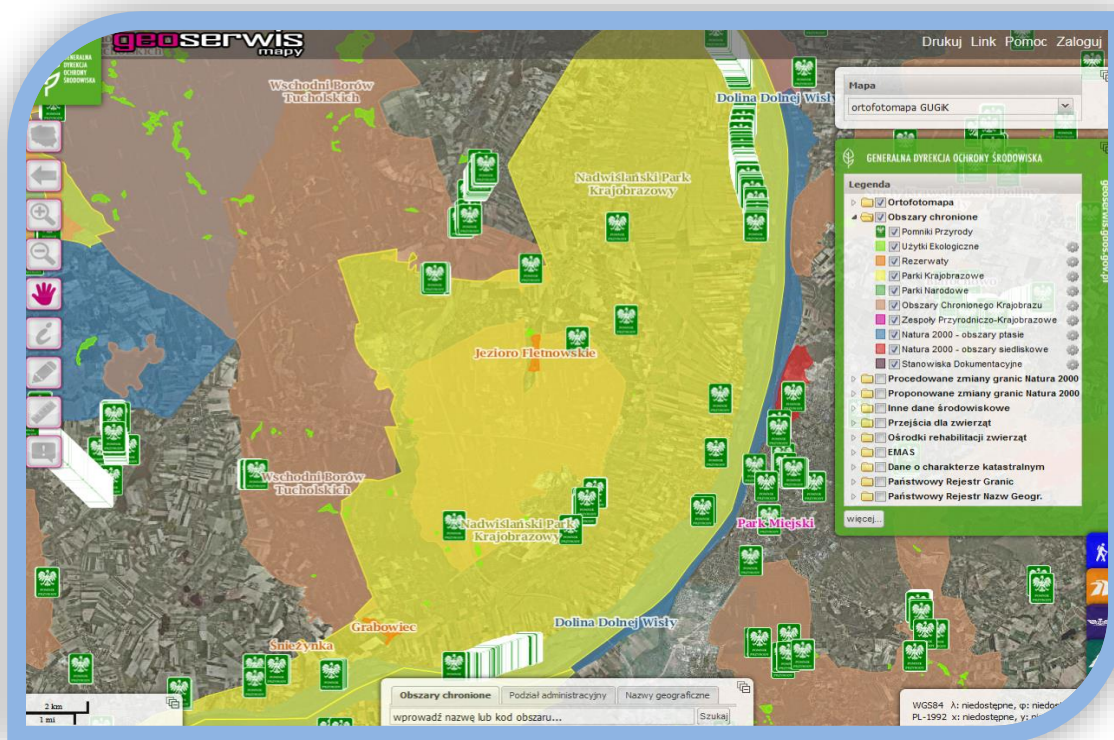 GENERALNA
DYREKCJA
OCHRONY
ŚRODOWISKA
geoserwis
mapy
Drukuj Link Pomoc Zaloguj
Wschodni Borów
Tucholskich
Dolina Dolnej Wisły
Nadwiślański Park
Krajobrazowy
Jezioro Fletnowskie
Wschodni Borów
Tucholskich
Nadwiślański Park
Krajobrazowy
Park Miejski
Grabowiec
Śnieżynka
Dolina Dolnej Wisły
Mapa
ortofotomapa GUGiK
GENERALNA DYREKCJA OCHRONY ŚRODOWISKA
geoserwis.gdos.gov.pl
Legenda
Ortofotomapa
Obszary chronione
Pomniki Przyrody
Użytki Ekologiczne
Rezerwaty
Parki Krajobrazowe
Parki Narodowe
Obszary Chronionego Krajobrazu
Zespoły Przyrodniczo-Krajobrazowe
Natura 2000 - obszary ptasie
Natura 2000 - obszary siedliskowe
Stanowiska Dokumentacyjne
Procedowane zmiany granic Natura 2000
Proponowane zmiany granic Natura 2000
Inne dane środowiskowe
Przejścia dla zwierząt
Ośrodki rehabilitacji zwierząt
EMAS
Dane o charakterze katastralnym
Państwowy Rejestr Granic
Państwowy Rejestr Nazw Geogr.
więcej...
2 km
1 mi
Obszary chronione Podział administracyjny Nazwy geograficzne
wprowadź nazwę lub kod obszaru... Szukaj
WGS84 λ: niedostępne, φ:
PL-1992 x: niedostępne, y: